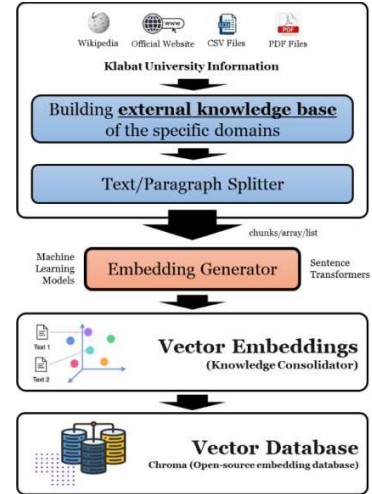 WWW
PDF
Wikipedia Official Website CSV Files PDF Files
Klabat University Information
Building external knowledge base
of the specific domains
Text/Paragraph Splitter
chunks/array/list
Machine
Learning
Models
Embedding Generator
Sentence
Transformers
Text 1
Text 2
Vector Embeddings
(Knowledge Consolidator)
Vector Database
Chroma (Open-source embedding database)